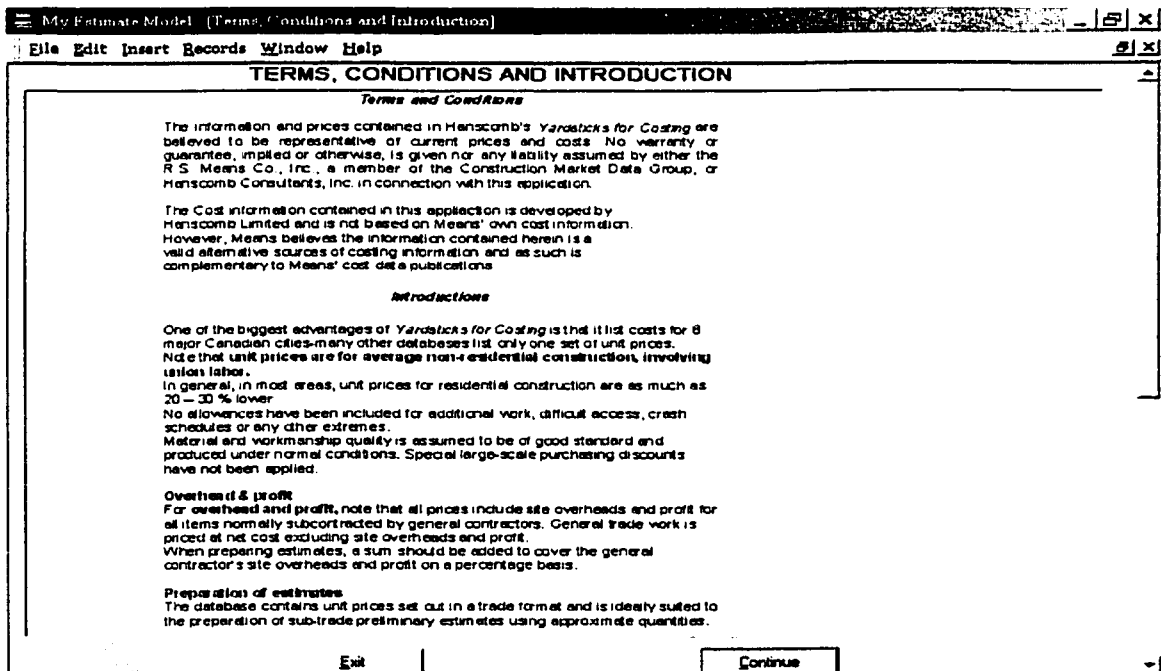 My Estimate Model - [Terms, Conditions and Introduction]
File Edit Insert Records Window Help
TERMS, CONDITIONS AND INTRODUCTION
Terms and Conditions
The information and prices contained in Hanscomb's Yardsticks for Costing are
believed to be representative of current prices and costs. No warranty or
guarantee, implied or otherwise, is given nor any liability assumed by either the
R.S. Means Co., Inc., a member of the Construction Market Data Group, or
Hanscomb Consultants, Inc. in connection with this application.
The Cost information contained in this application is developed by
Hanscomb Limited and is not based on Means' own cost information.
However, Means believes the information contained herein is a
valid alternative sources of costing information and as such is
complementary to Means' cost data publications
Introductions
One of the biggest advantages of Yardsticks for Costing is that it list costs for 8
major Canadian cities-many other databases list only one set of unit prices.
Note that unit prices are for average non-residential construction, involving
union labor.
In general, in most areas, unit prices for residential construction are as much as
20 – 30 % lower
No allowances have been included for additional work, difficult access, crash
schedules or any other extremes.
Material and workmanship quality is assumed to be of good standard and
produced under normal conditions. Special large-scale purchasing discounts
have not been applied.
Overhead & profit
For overhead and profit, note that all prices include site overheads and profit for
all items normally subcontracted by general contractors. General trade work is
priced at net cost excluding site overheads and profit.
When preparing estimates, a sum should be added to cover the general
contractor's site overheads and profit on a percentage basis.
Preparation of estimates
The database contains unit prices set out in a trade format and is ideally suited to
the preparation of sub-trade preliminary estimates using approximate quantities.
Exit Continue